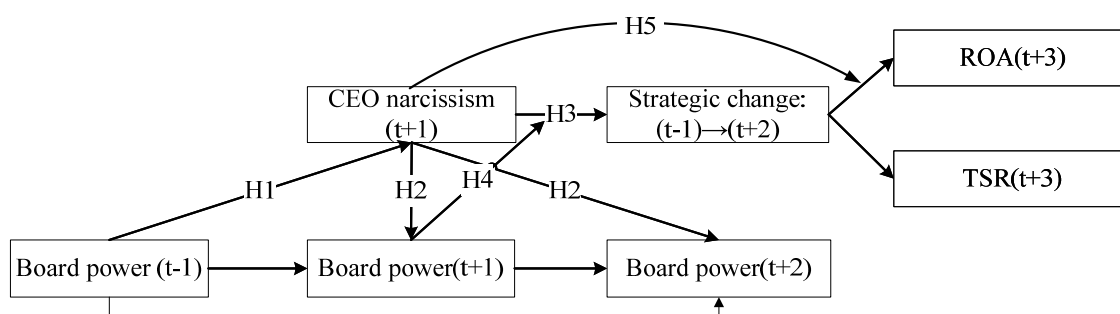 H5
ROA(t+3)
CEO narcissism
(t+1)
H3
Strategic change:
(t-1)→(t+2)
TSR(t+3)
H1
H2
H4
H2
Board power (t-1)
Board power(t+1)
Board power(t+2)